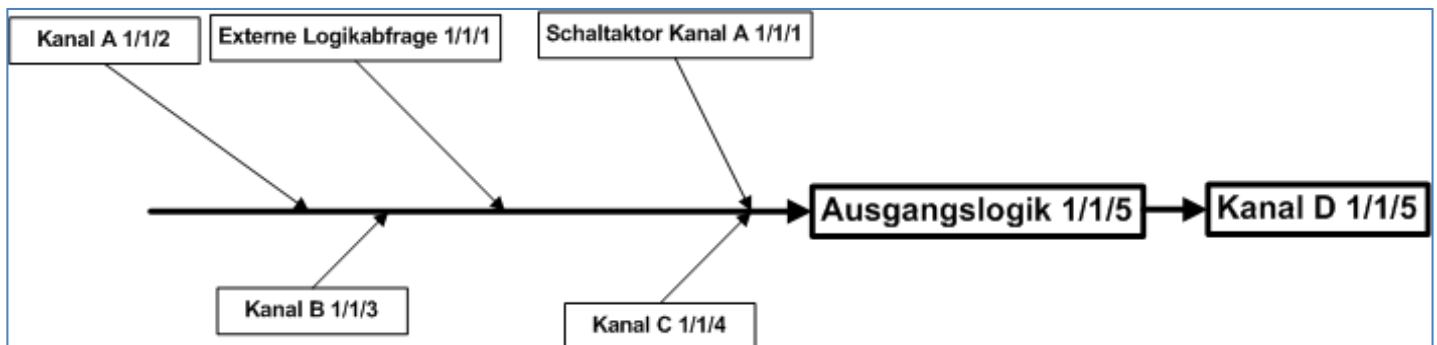 Kanal A 1/1/2
Externe Logikabfrage 1/1/1
Schaltaktor Kanal A 1/1/1
Ausgangslogik 1/1/5
Kanal D 1/1/5
Kanal B 1/1/3
Kanal C 1/1/4